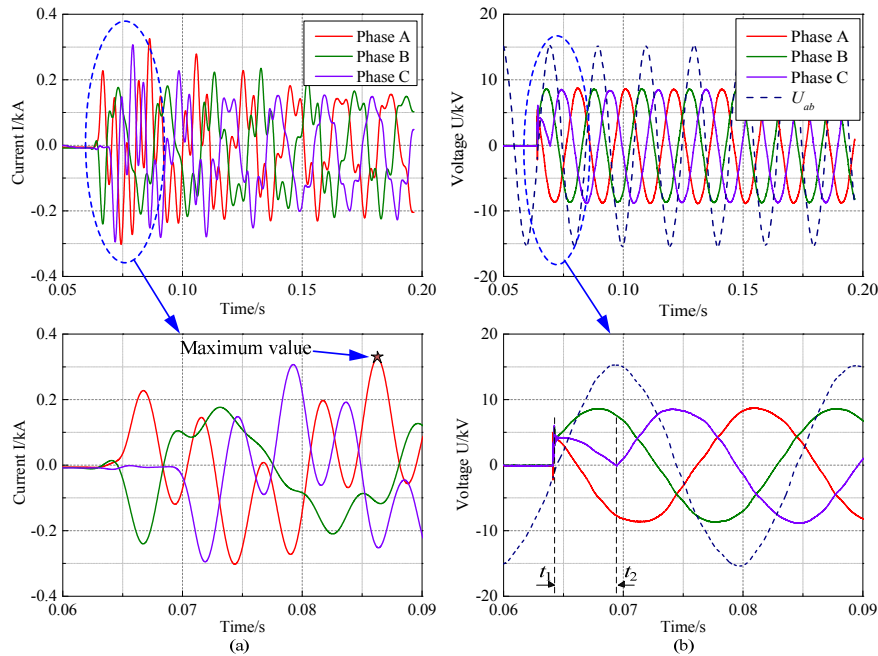 Phase A
Phase B
Phase C
Current I/kA
0.4
0.2
0.0
-0.2
-0.4
0.05
0.10
0.15
0.20
Time/s
Phase A
Phase B
Phase C
U_ab
Voltage U/kV
20
10
0
-10
-20
0.05
0.10
0.15
0.20
Time/s
Maximum value
Current I/kA
0.4
0.2
0.0
-0.2
-0.4
0.06
0.07
0.08
0.09
Time/s
(a)
Voltage U/kV
20
10
0
-10
-20
t1
t2
0.06
0.07
0.08
0.09
Time/s
(b)